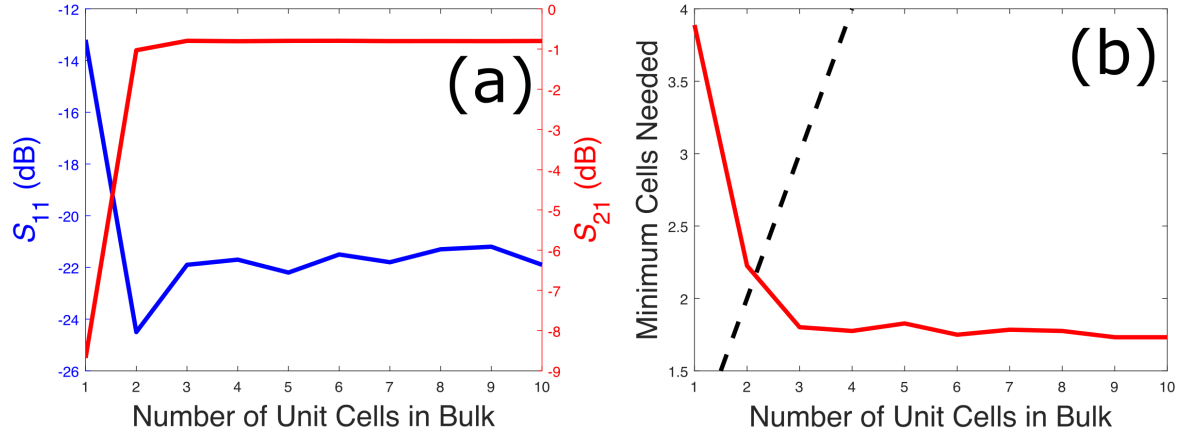 (a)
S11 (dB)
-12
-14
-16
-18
-20
-22
-24
-26
0
-1
-2
-3
-4
-5
-6
-7
-8
-9
S21 (dB)
1 2 3 4 5 6 7 8 9 10
Number of Unit Cells in Bulk
(b)
Minimum Cells Needed
4
3.5
3
2.5
2
1.5
1 2 3 4 5 6 7 8 9 10
Number of Unit Cells in Bulk